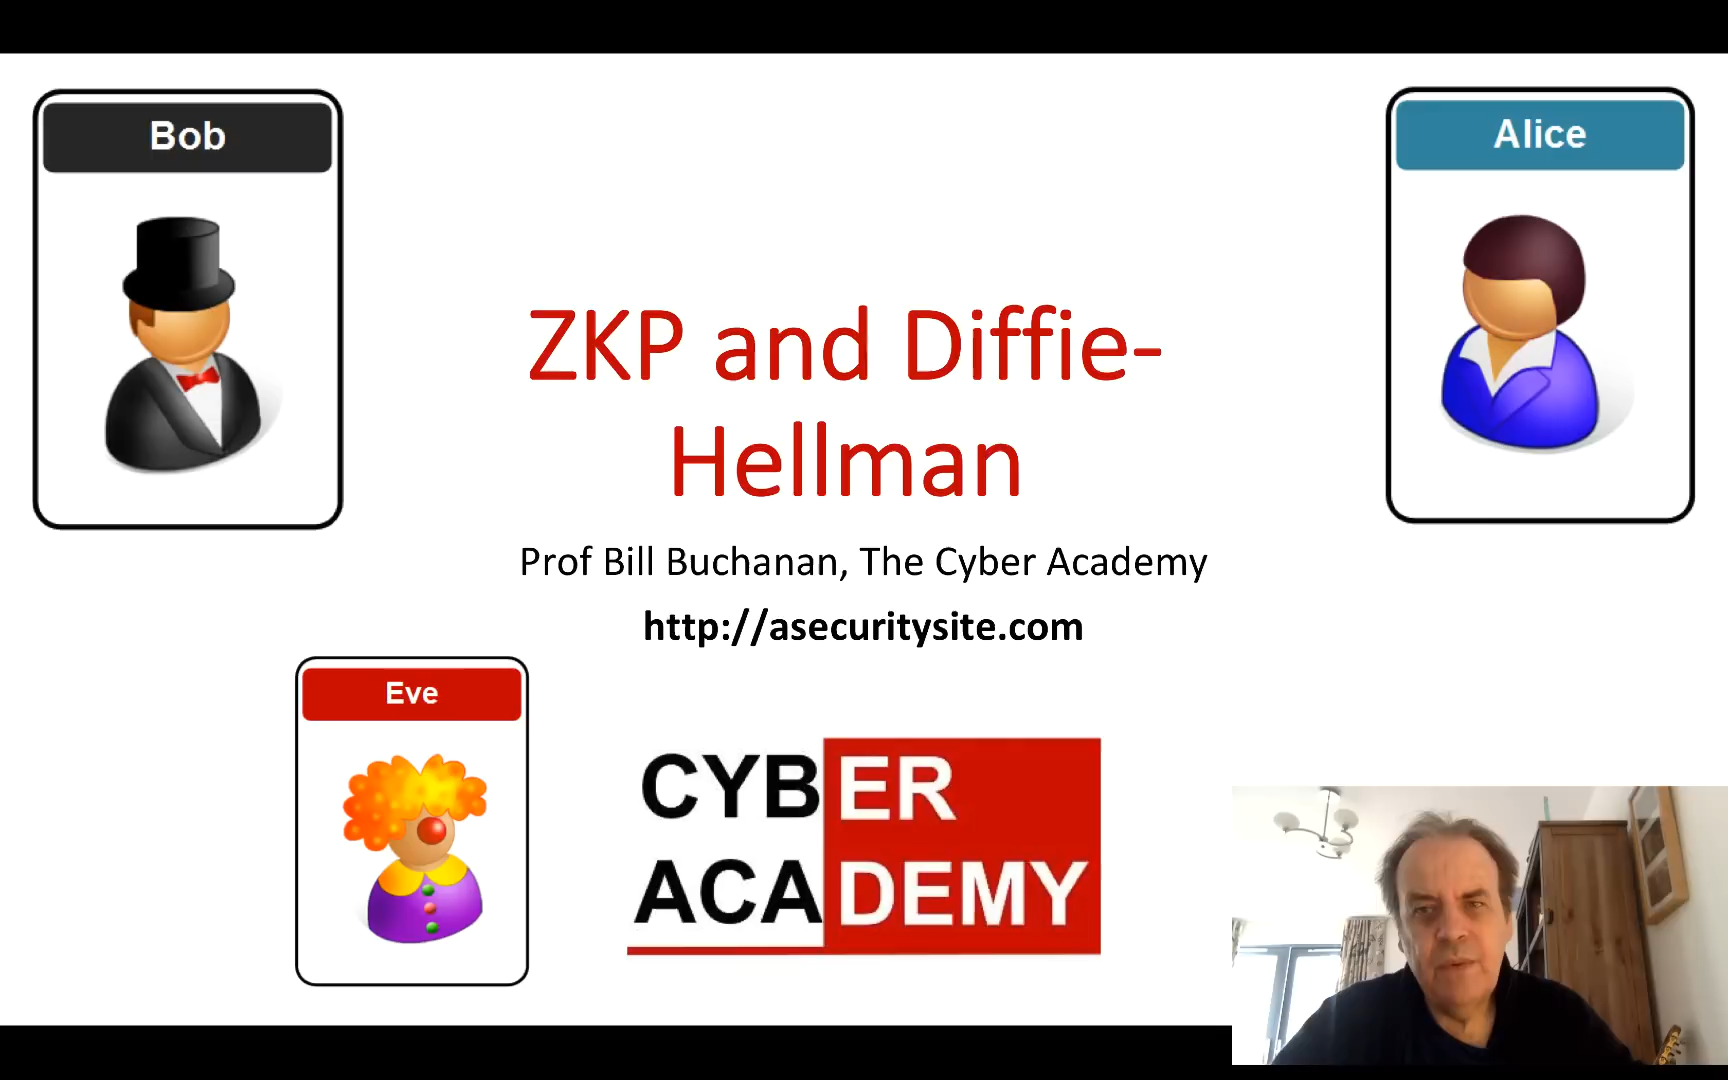 Bob
Alice
ZKP and Diffie-
Hellman
Prof Bill Buchanan, The Cyber Academy
http://asecuritysite.com
Eve
CYBER
ACADEMY